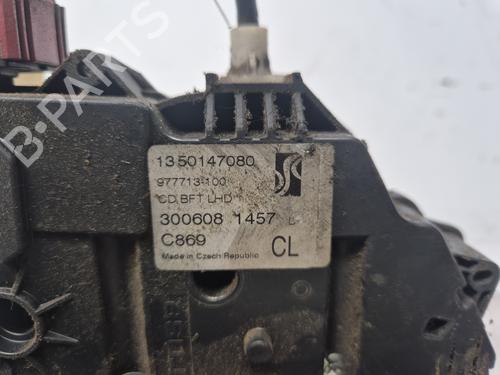 1350147080
977713-100
CD BFT LHD
300608 1457
C869
Made in Czech Republic
CL
B-PARTS